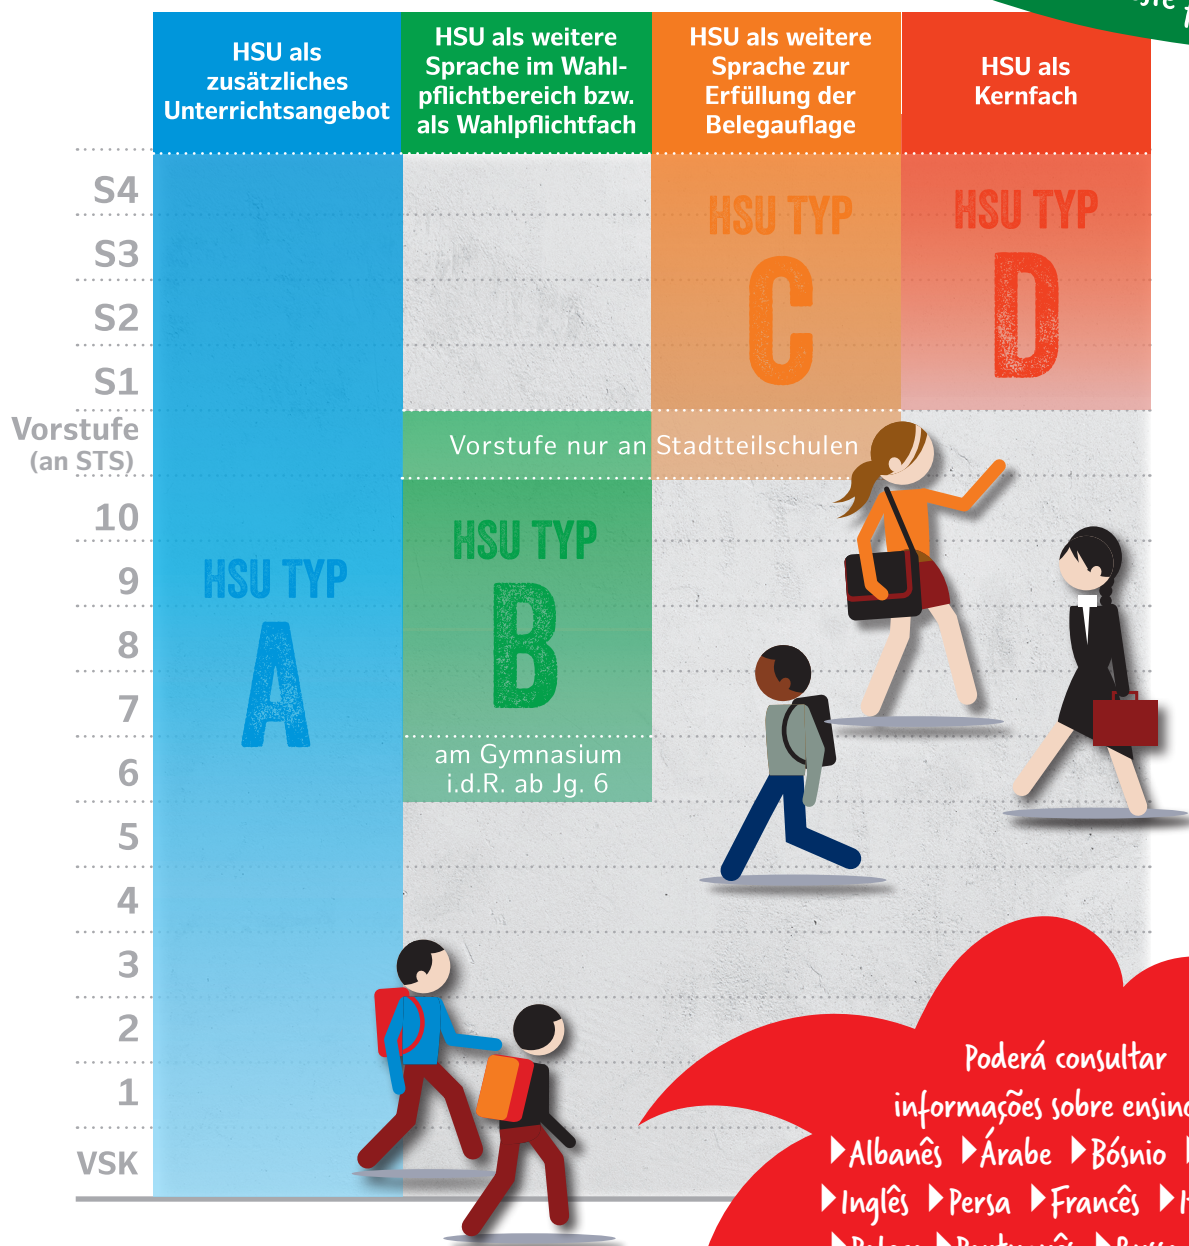 HSU als
zusätzliches
Unterrichtsangebot
HSU als weitere
Sprache im Wahl-
pflichtbereich bzw.
als Wahlpflichtfach
HSU als weitere
Sprache zur
Erfüllung der
Belegauflage
HSU als
Kernfach
S4
S3
S2
S1
Vorstufe
(an STS)
10
9
8
7
6
5
4
3
2
1
VSK
HSU TYP
A
HSU TYP
B
HSU TYP
C
HSU TYP
D
Vorstufe nur an Stadtteilschulen
am Gymnasium
i.d.R. ab Jg. 6
Poderá consultar
informações sobre ensino
▶Albanês ▶Árabe ▶Bósnio
▶Inglês ▶Persa ▶Francês